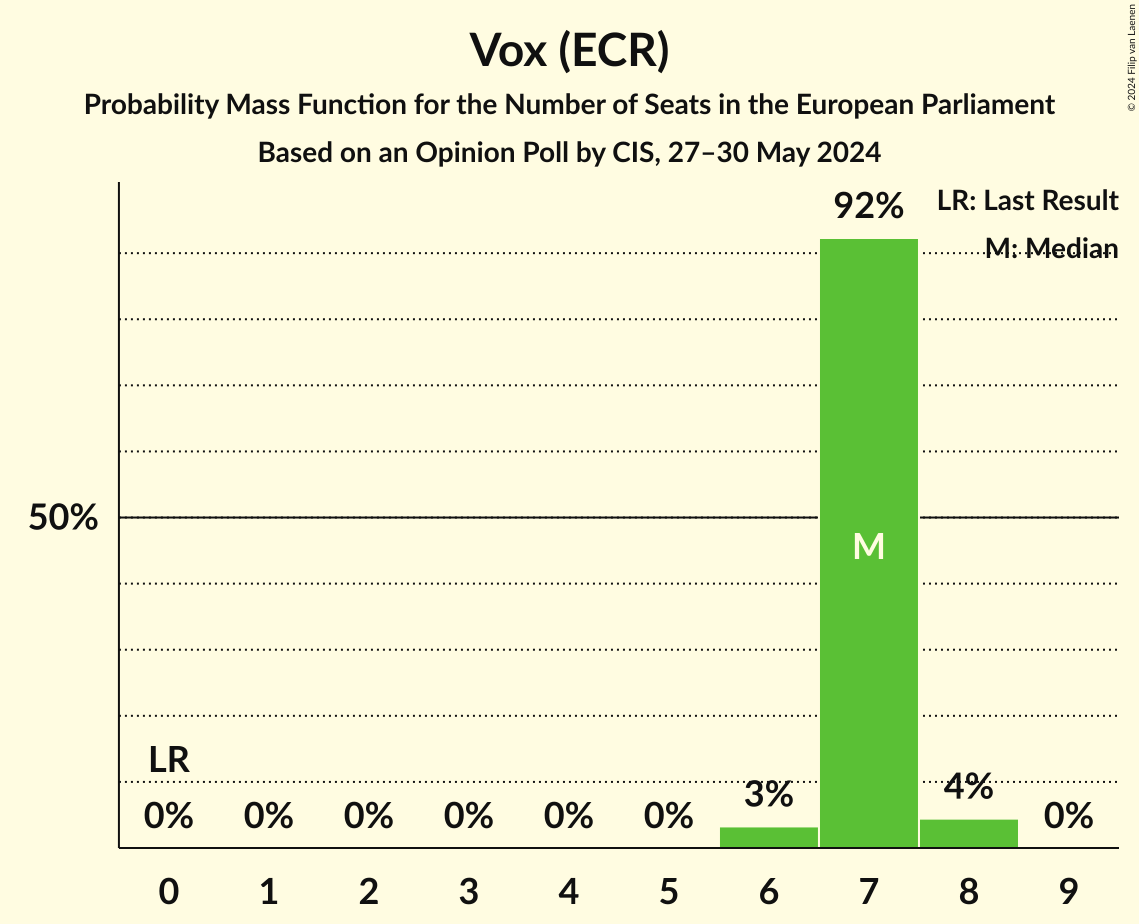 Vox (ECR)
Probability Mass Function for the Number of Seats in the European Parliament
Based on an Opinion Poll by CIS, 27–30 May 2024
© 2024 Filip van Laenen
LR: Last Result
M: Median
92%
50%
M
LR
0% 0% 0% 0% 0% 0% 3% 4% 0%
0 1 2 3 4 5 6 7 8 9